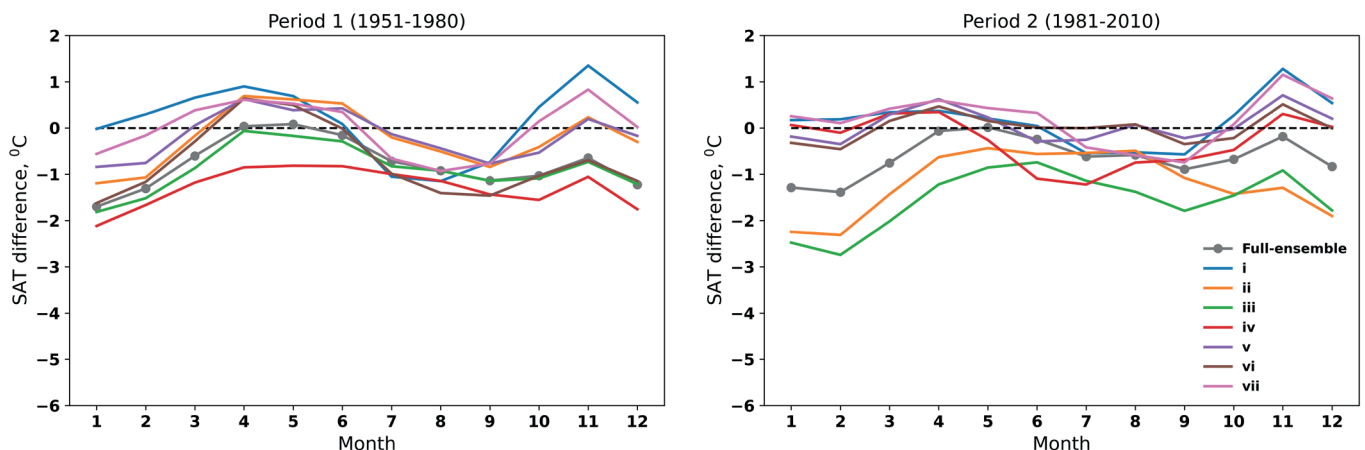 Period 1 (1951-1980)
2
1
0
−1
−2
−3
−4
−5
−6
SAT difference, ⁰C
1 2 3 4 5 6 7 8 9 10 11 12
Month
Period 2 (1981-2010)
2
1
0
−1
−2
−3
−4
−5
−6
SAT difference, ⁰C
Full-ensemble
i
ii
iii
iv
v
vi
vii
1 2 3 4 5 6 7 8 9 10 11 12
Month